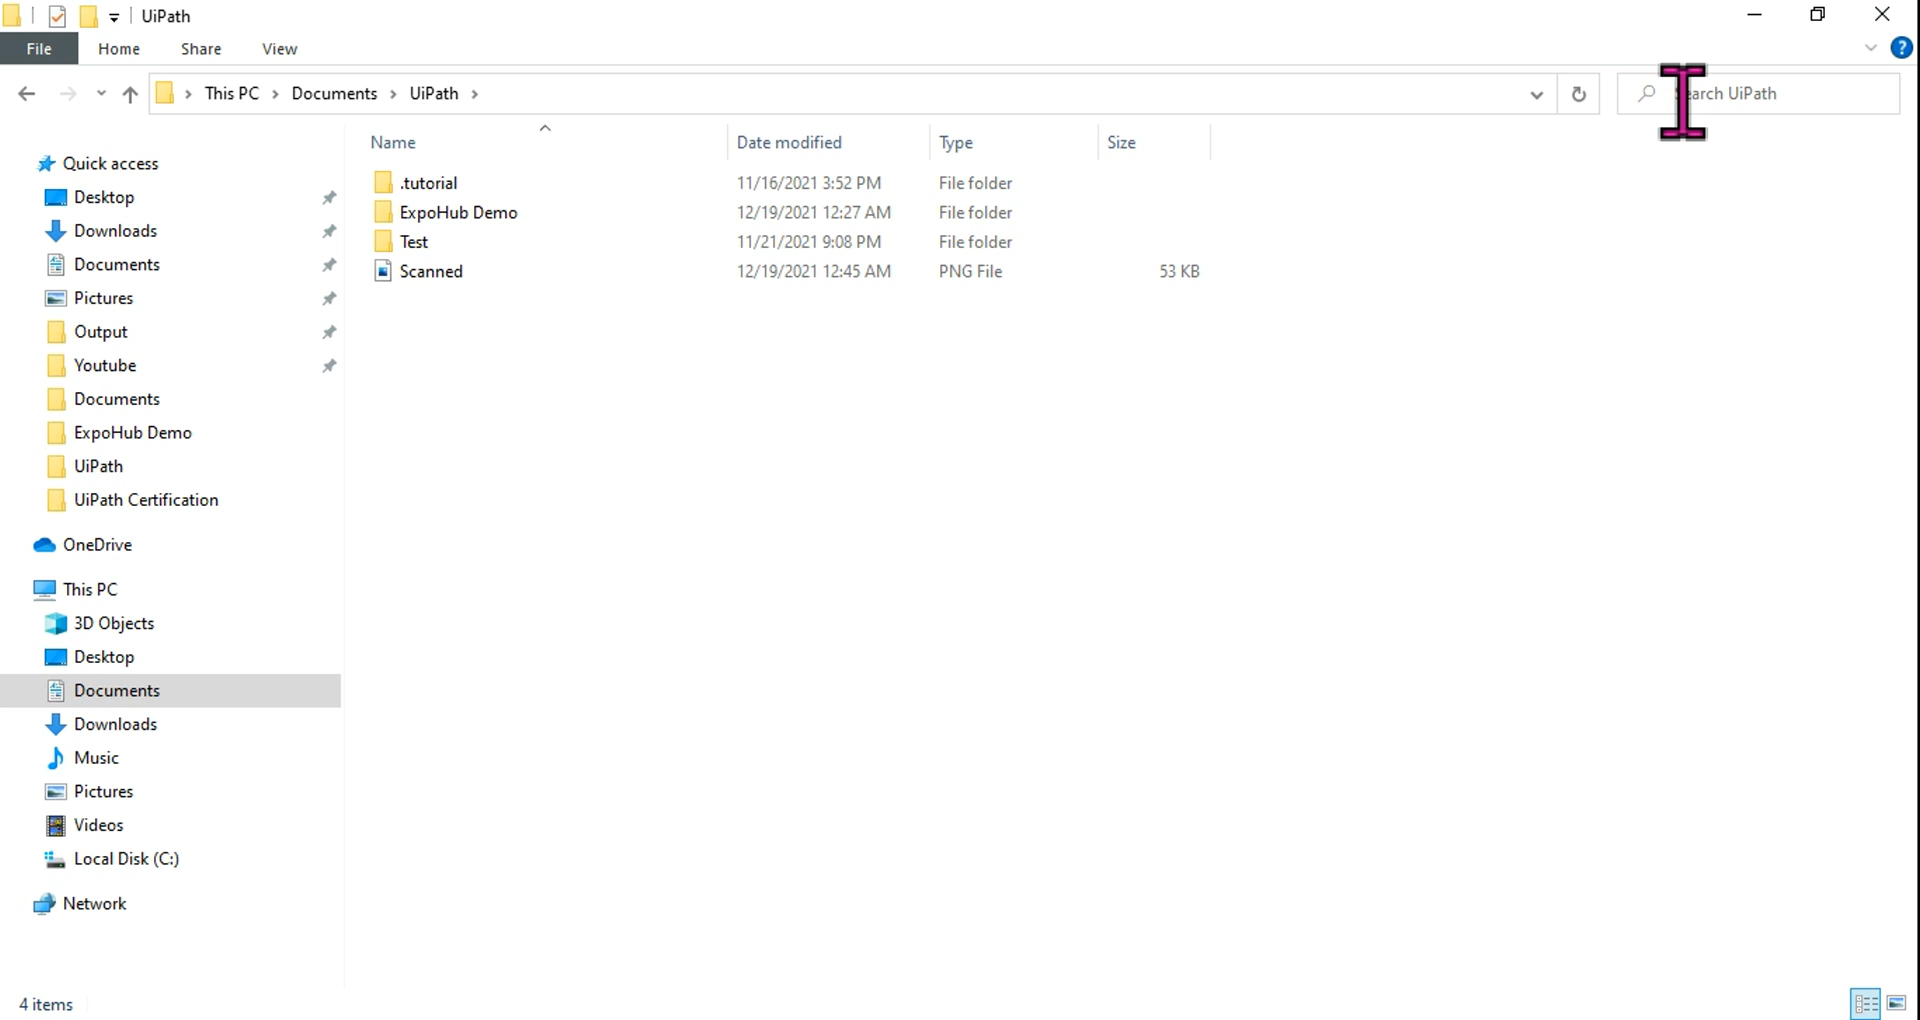 UiPath
File Home Share View
?
This PC Documents UiPath
earch UiPath
Name Date modified Type Size
.tutorial 11/16/2021 3:52 PM File folder
ExpoHub Demo 12/19/2021 12:27 AM File folder
Test 11/21/2021 9:08 PM File folder
Scanned 12/19/2021 12:45 AM PNG File 53 KB
Quick access
Desktop
Downloads
Documents
Pictures
Output
Youtube
Documents
ExpoHub Demo
UiPath
UiPath Certification
OneDrive
This PC
3D Objects
Desktop
Documents
Downloads
Music
Pictures
Videos
Local Disk (C:)
Network
4 items